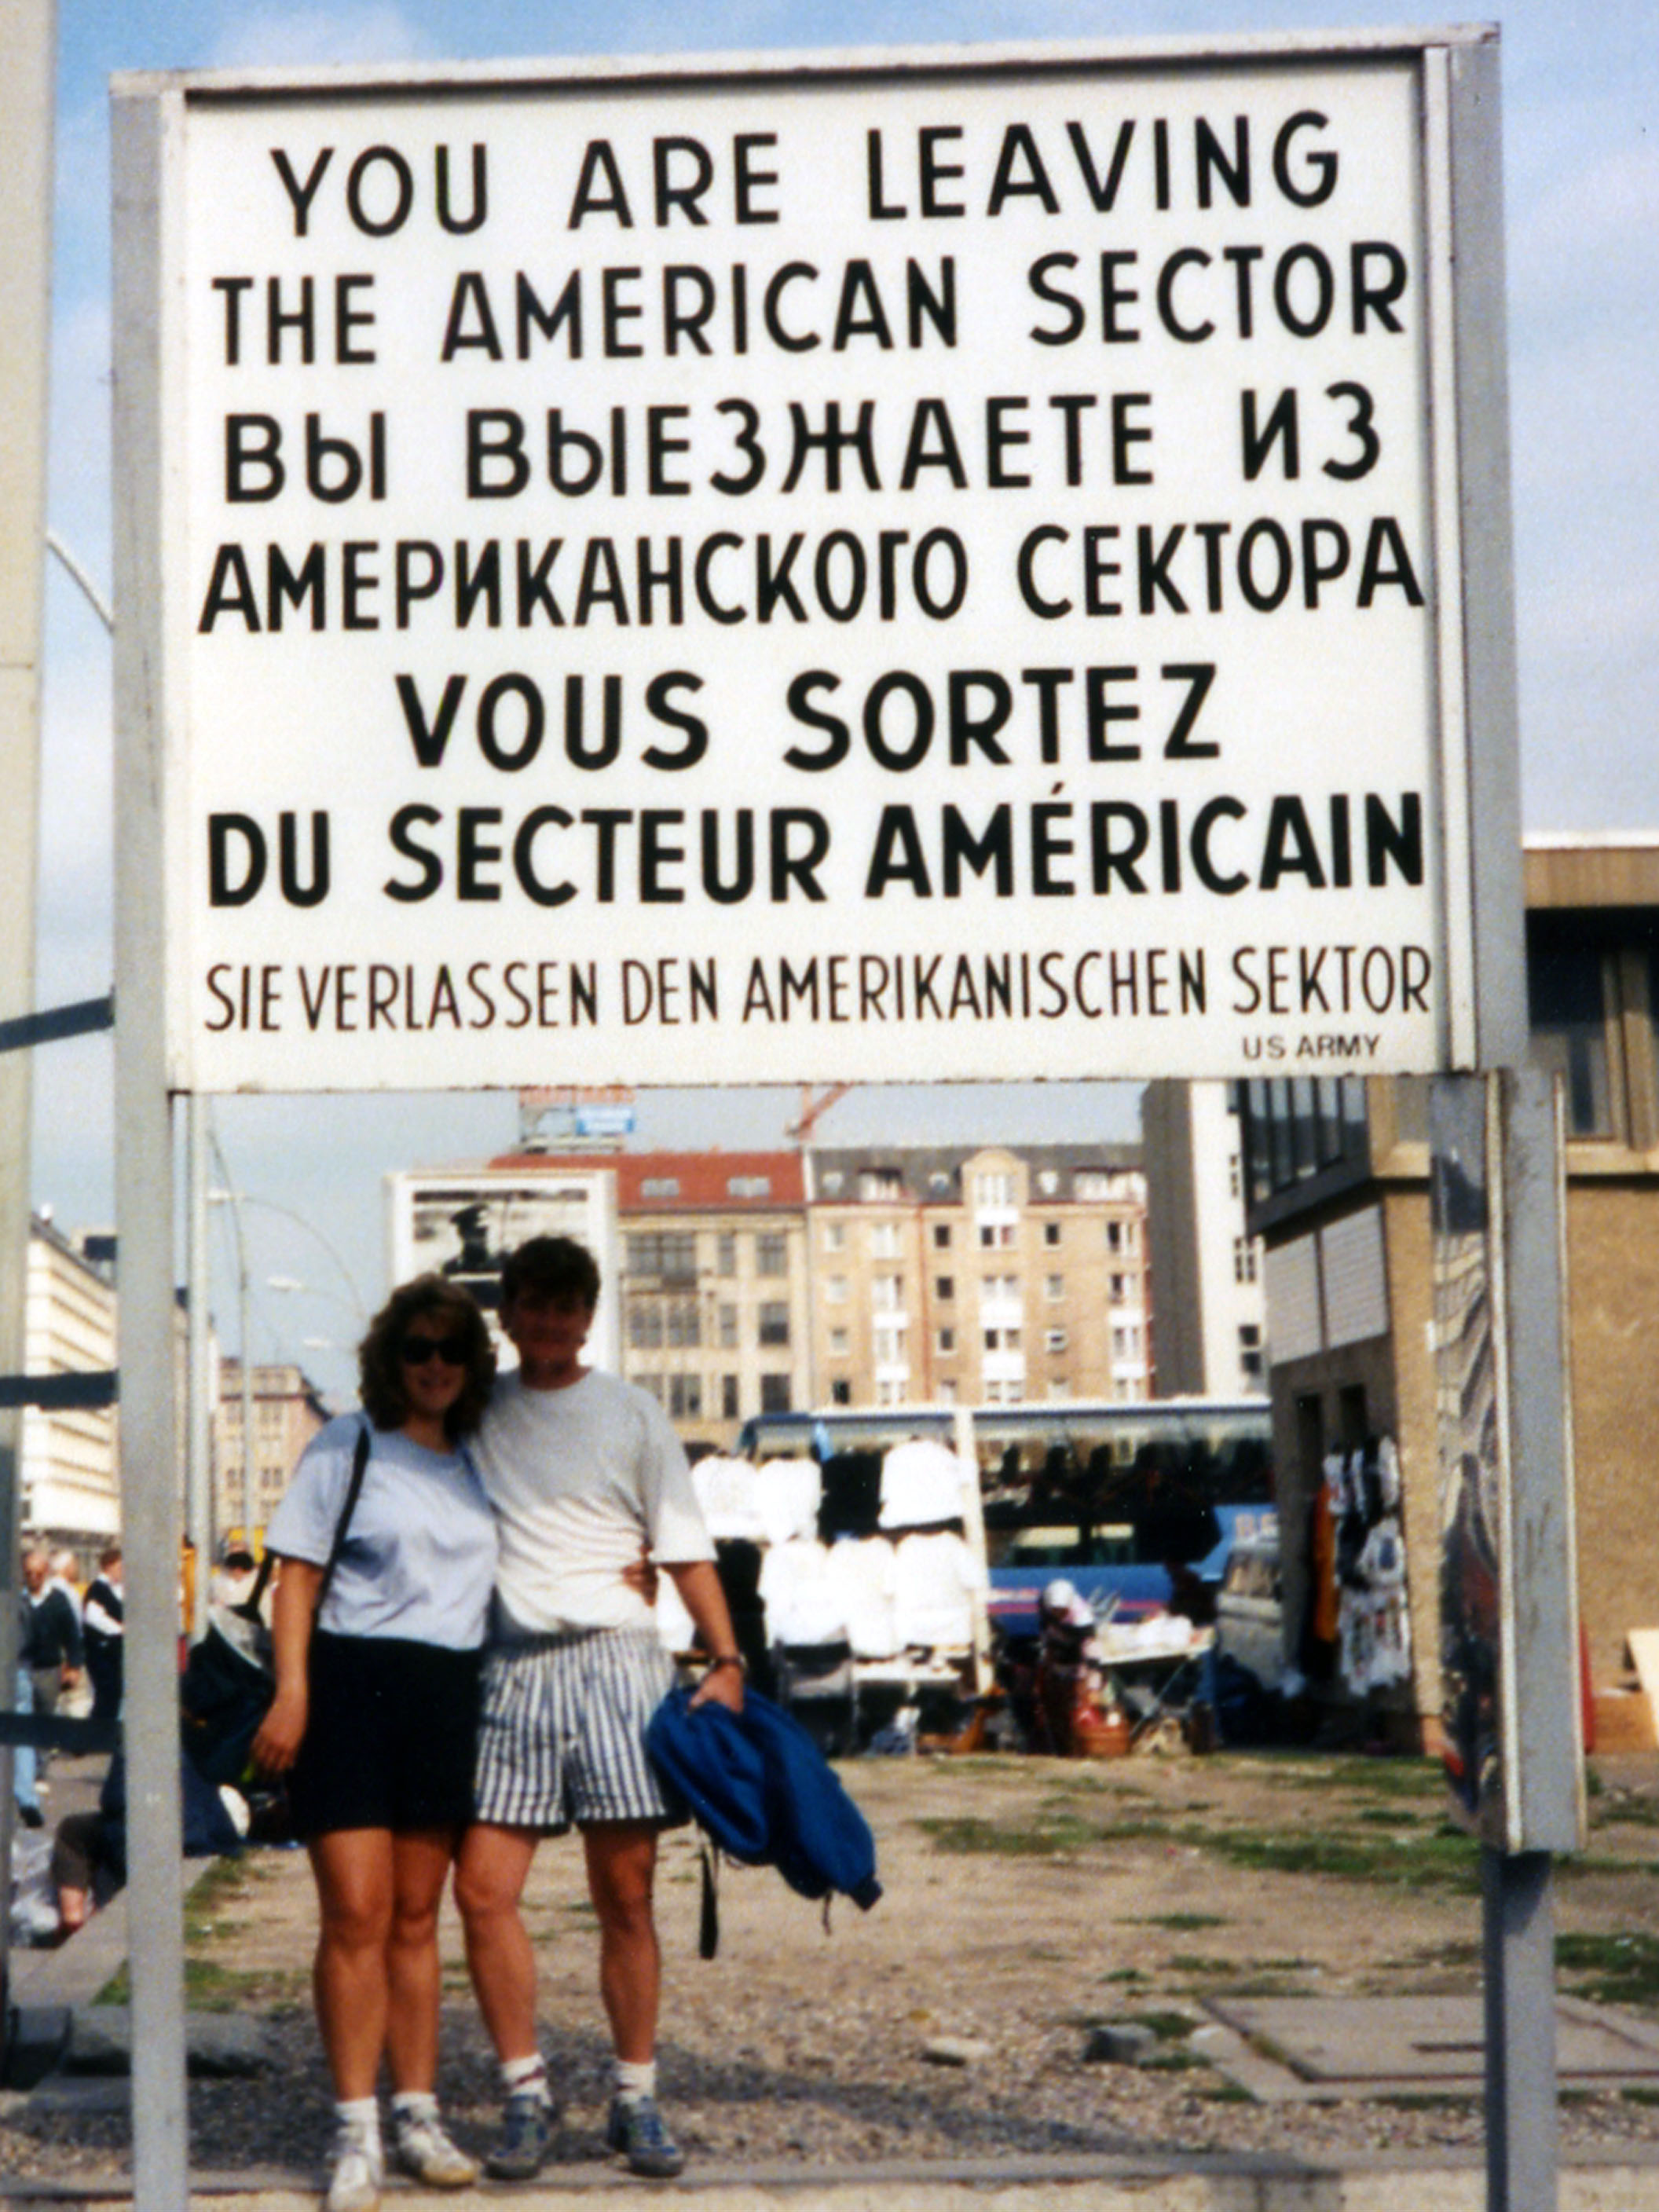 YOU ARE LEAVING
THE AMERICAN SECTOR
ВЫ ВЫЕЗЖАЕТЕ ИЗ
АМЕРИКАНСКОГО СЕКТОРА
VOUS SORTEZ
DU SECTEUR AMÉRICAIN
SIE VERLASSEN DEN AMERIKANISCHEN SEKTOR
US ARMY